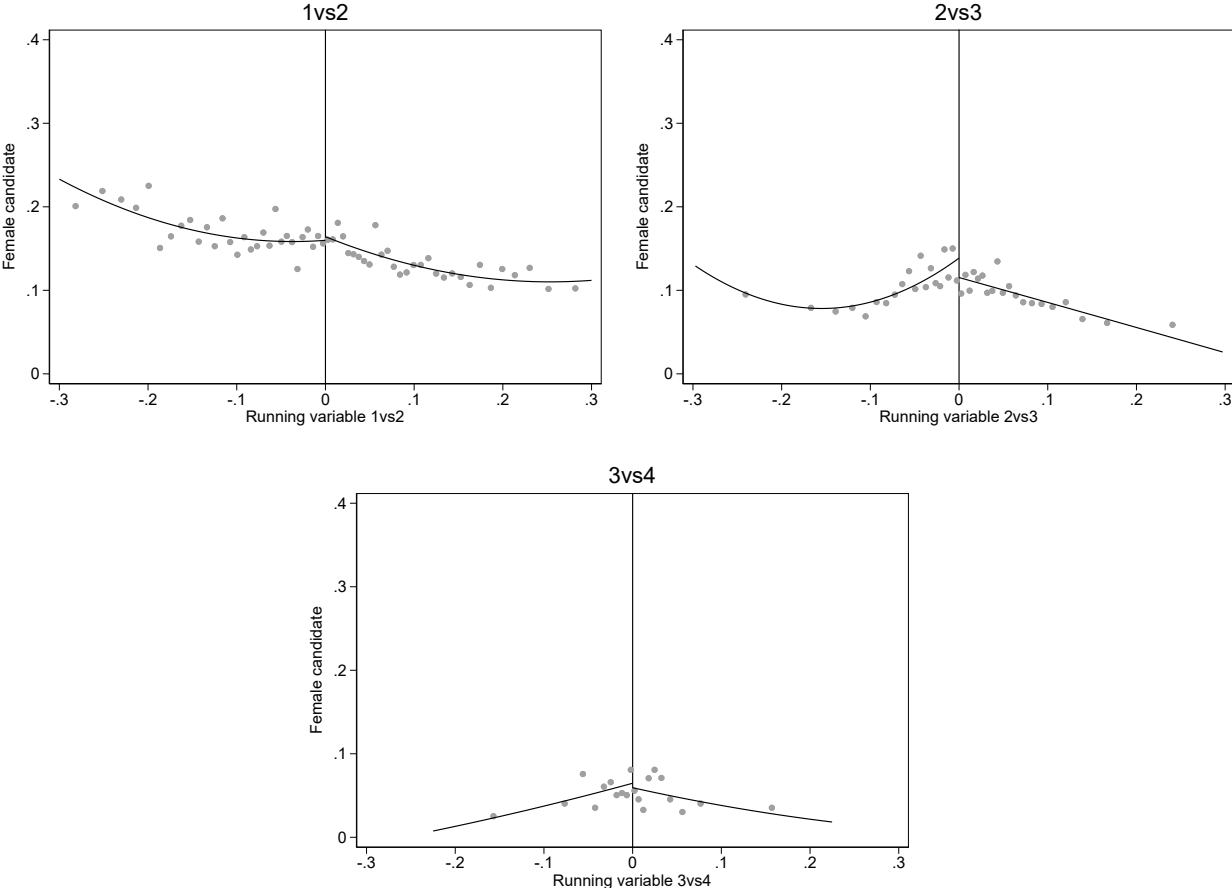 1vs2
.4
.3
.2
.1
0
Female candidate
-.3 -.2 -.1 0 .1 .2 .3
Running variable 1vs2
2vs3
.4
.3
.2
.1
0
Female candidate
-.3 -.2 -.1 0 .1 .2 .3
Running variable 2vs3
3vs4
.4
.3
.2
.1
0
Female candidate
-.3 -.2 -.1 0 .1 .2 .3
Running variable 3vs4